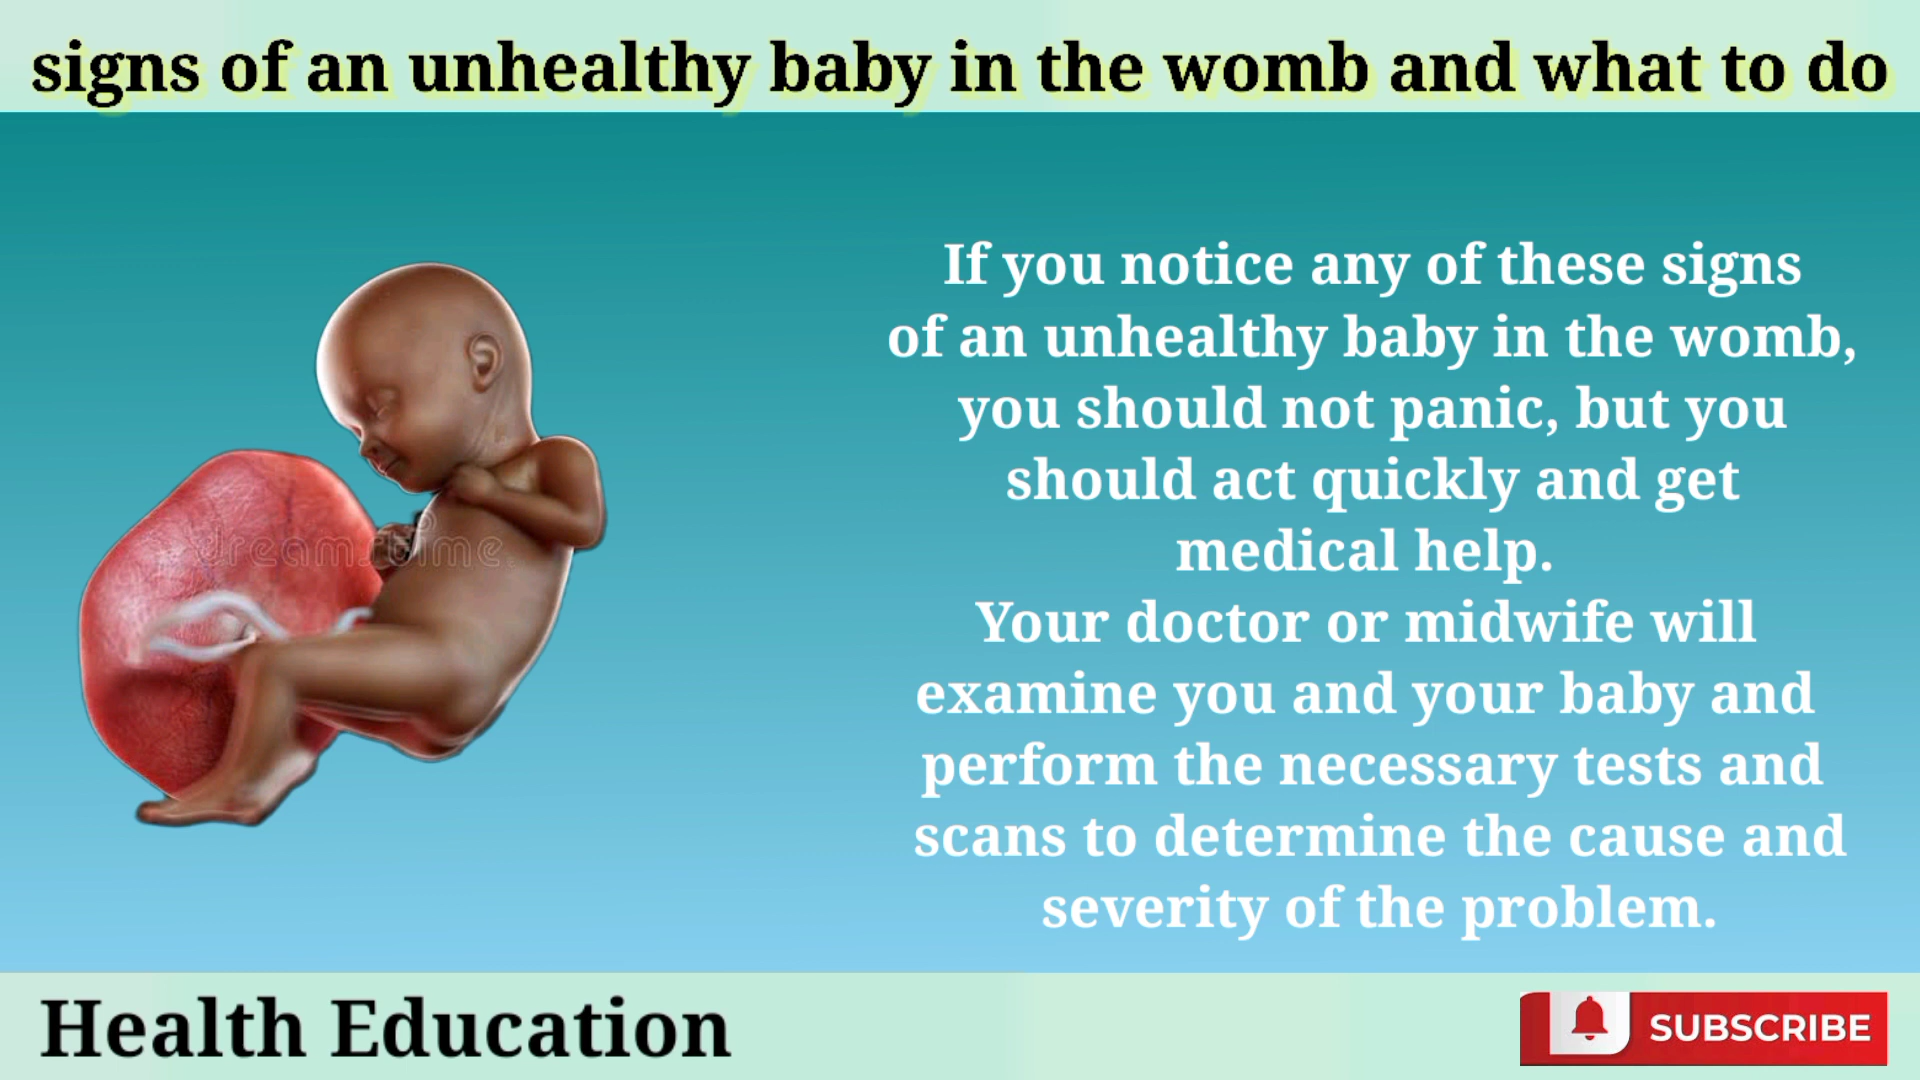 signs of an unhealthy baby in the womb and what to do
If you notice any of these signs
of an unhealthy baby in the womb,
you should not panic, but you
should act quickly and get
medical help.
Your doctor or midwife will
examine you and your baby and
perform the necessary tests and
scans to determine the cause and
severity of the problem.
dreamstime
Health Education
SUBSCRIBE